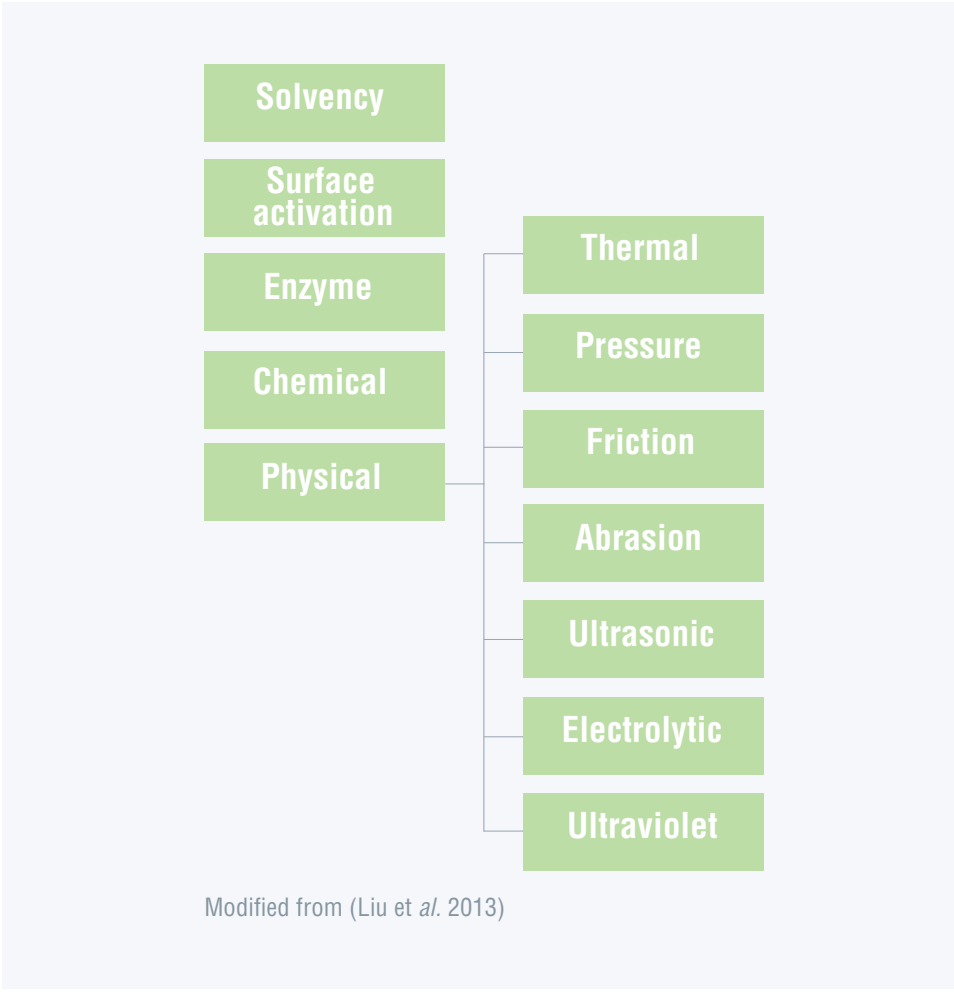 Solvency
Surface
activation
Enzyme
Chemical
Physical
Thermal
Pressure
Friction
Abrasion
Ultrasonic
Electrolytic
Ultraviolet
Modified from (Liu et al. 2013)